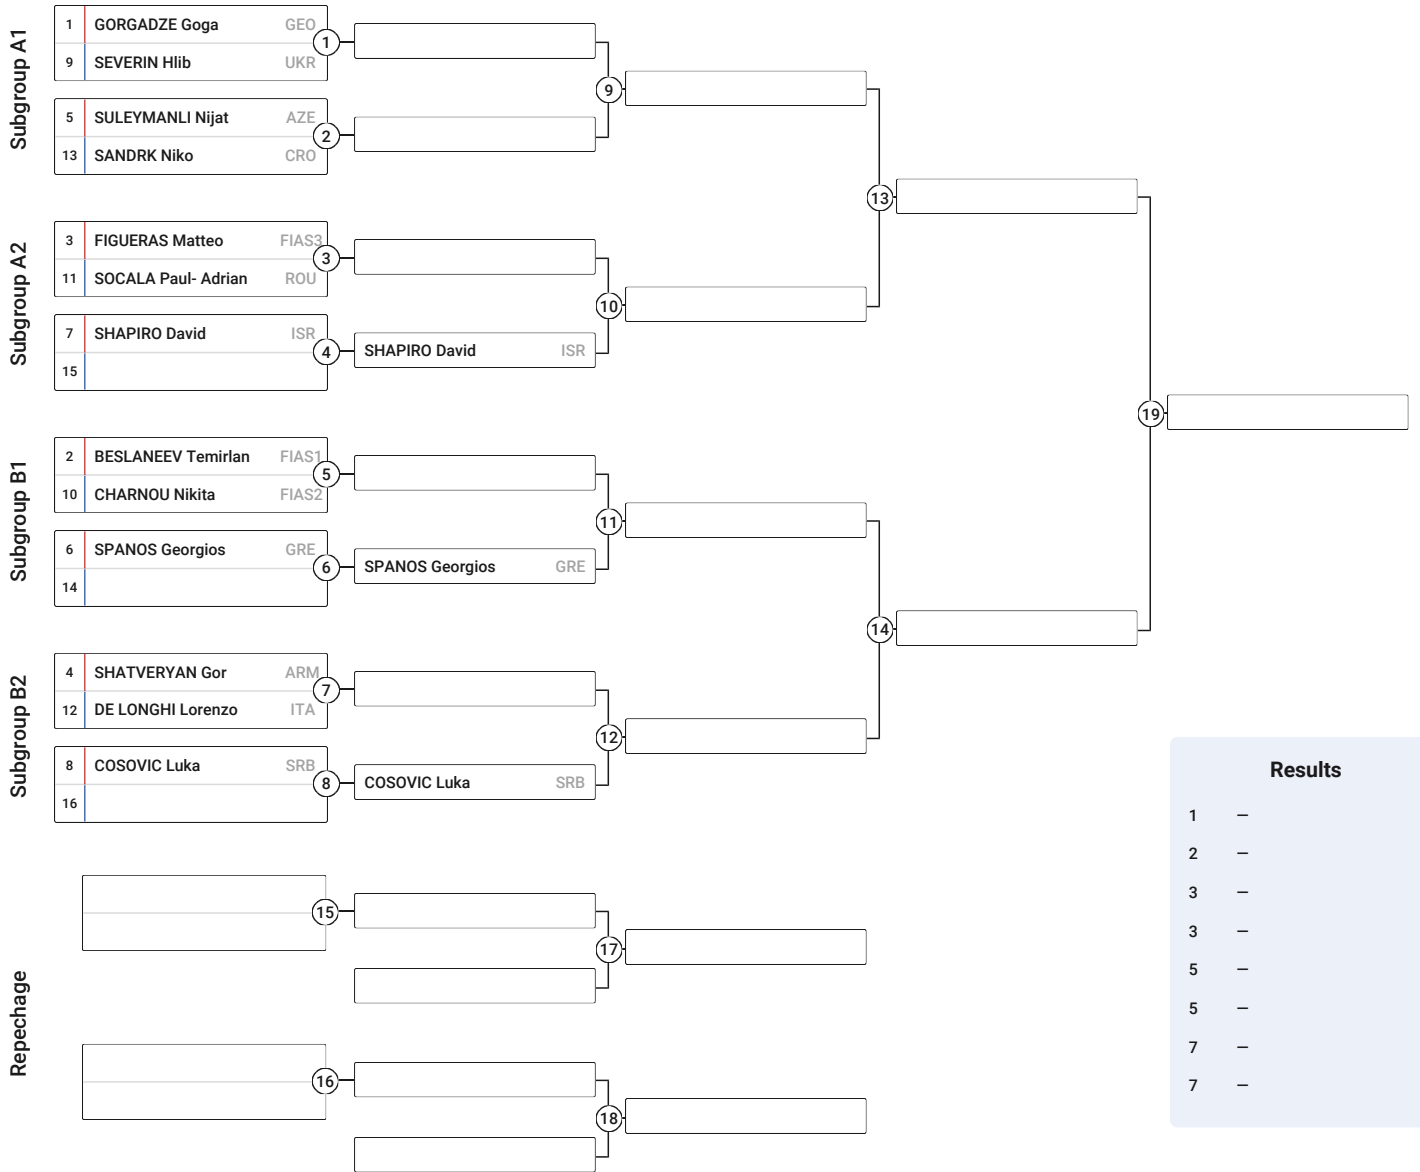 Subgroup A1
1 GORGADZE Goga GEO
9 SEVERIN Hlib UKR
1
5 SULEYMANLI Nijat AZE
13 SANDRK Niko CRO
2
9
Subgroup A2
3 FIGUERAS Matteo FIAS3
11 SOCALA Paul- Adrian ROU
3
7 SHAPIRO David ISR
15
4
SHAPIRO David ISR
10
13
Subgroup B1
2 BESLANEEV Temirlan FIAS1
10 CHARNOU Nikita FIAS2
5
6 SPANOS Georgios GRE
14
6
SPANOS Georgios GRE
11
Subgroup B2
4 SHATVERYAN Gor ARM
12 DE LONGHI Lorenzo ITA
7
8 COSOVIC Luka SRB
16
8
COSOVIC Luka SRB
12
14
19
Repechage
15
17
16
18
Results
1 –
2 –
3 –
3 –
5 –
5 –
7 –
7 –